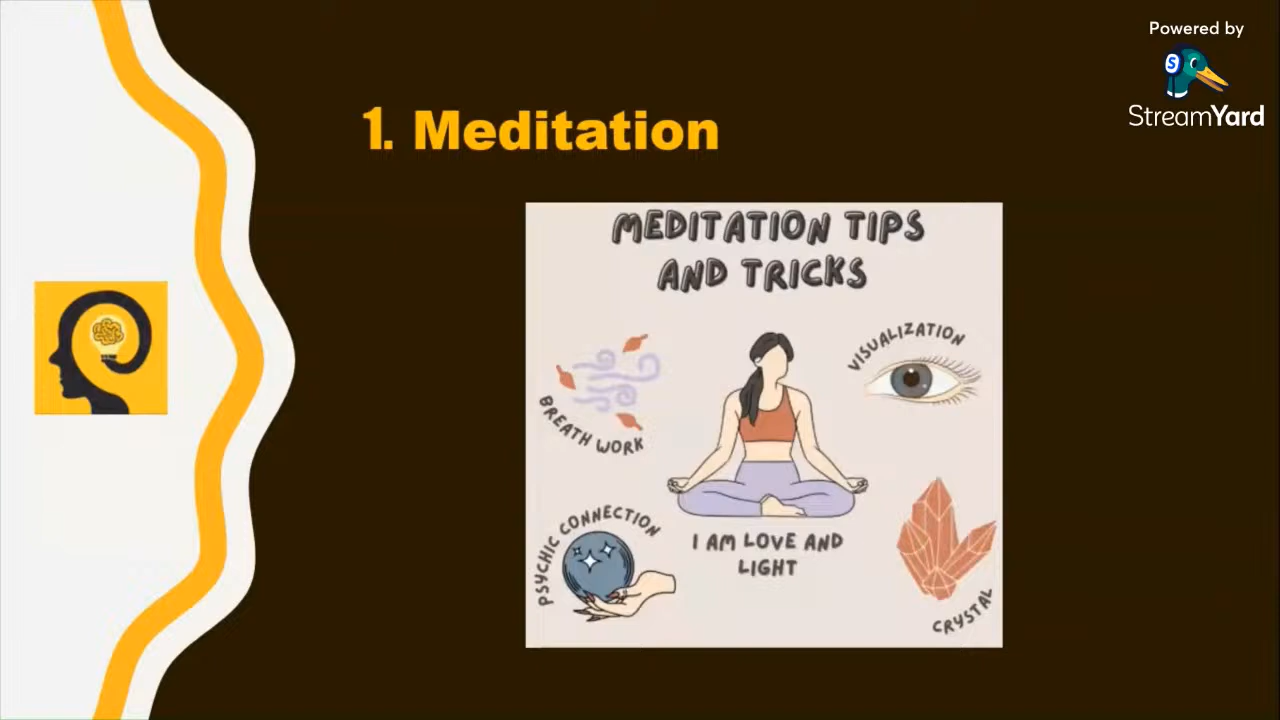 Powered by
StreamYard
1. Meditation
MEDITATION TIPS
AND TRICKS
BREATH WORK
VISUALIZATION
PSYCHIC CONNECTION
I AM LOVE AND
LIGHT
CRYSTAL